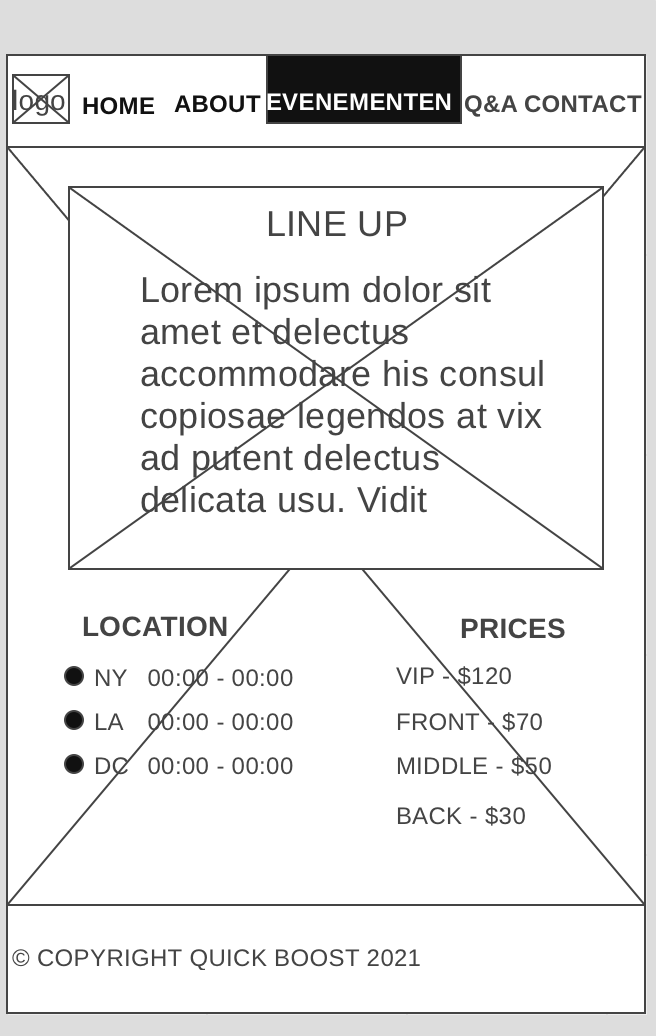 logo HOME ABOUT EVENEMENTEN Q&A CONTACT
LINE UP
Lorem ipsum dolor sit
amet et delectus
accommodare his consul
copiosae legendos at vix
ad putent delectus
delicata usu. Vidit
LOCATION
NY 00:00 - 00:00
LA 00:00 - 00:00
DC 00:00 - 00:00
PRICES
VIP - $120
FRONT - $70
MIDDLE - $50
BACK - $30
© COPYRIGHT QUICK BOOST 2021